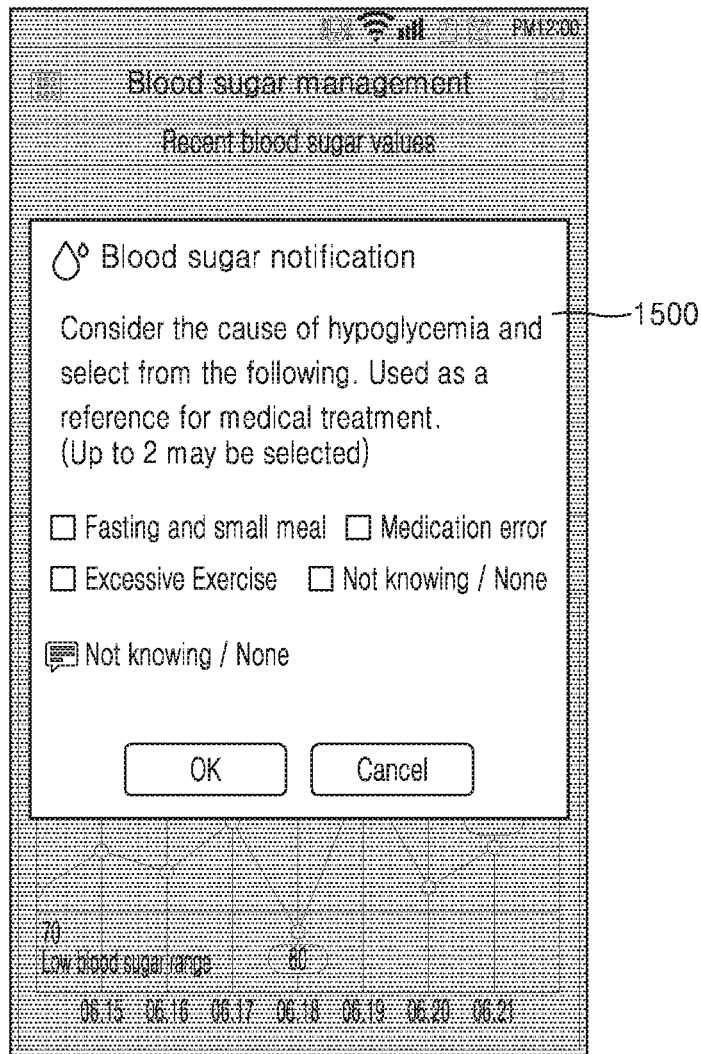 PM12:00
Blood sugar management
Recent blood sugar values
Blood sugar notification
Consider the cause of hypoglycemia and
select from the following. Used as a
reference for medical treatment.
(Up to 2 may be selected)
1500
☐ Fasting and small meal ☐ Medication error
☐ Excessive Exercise ☐ Not knowing / None
Not knowing / None
OK Cancel
70
Low blood sugar range 80
06.15 06.16 06.17 06.18 06.19 06.20 06.21